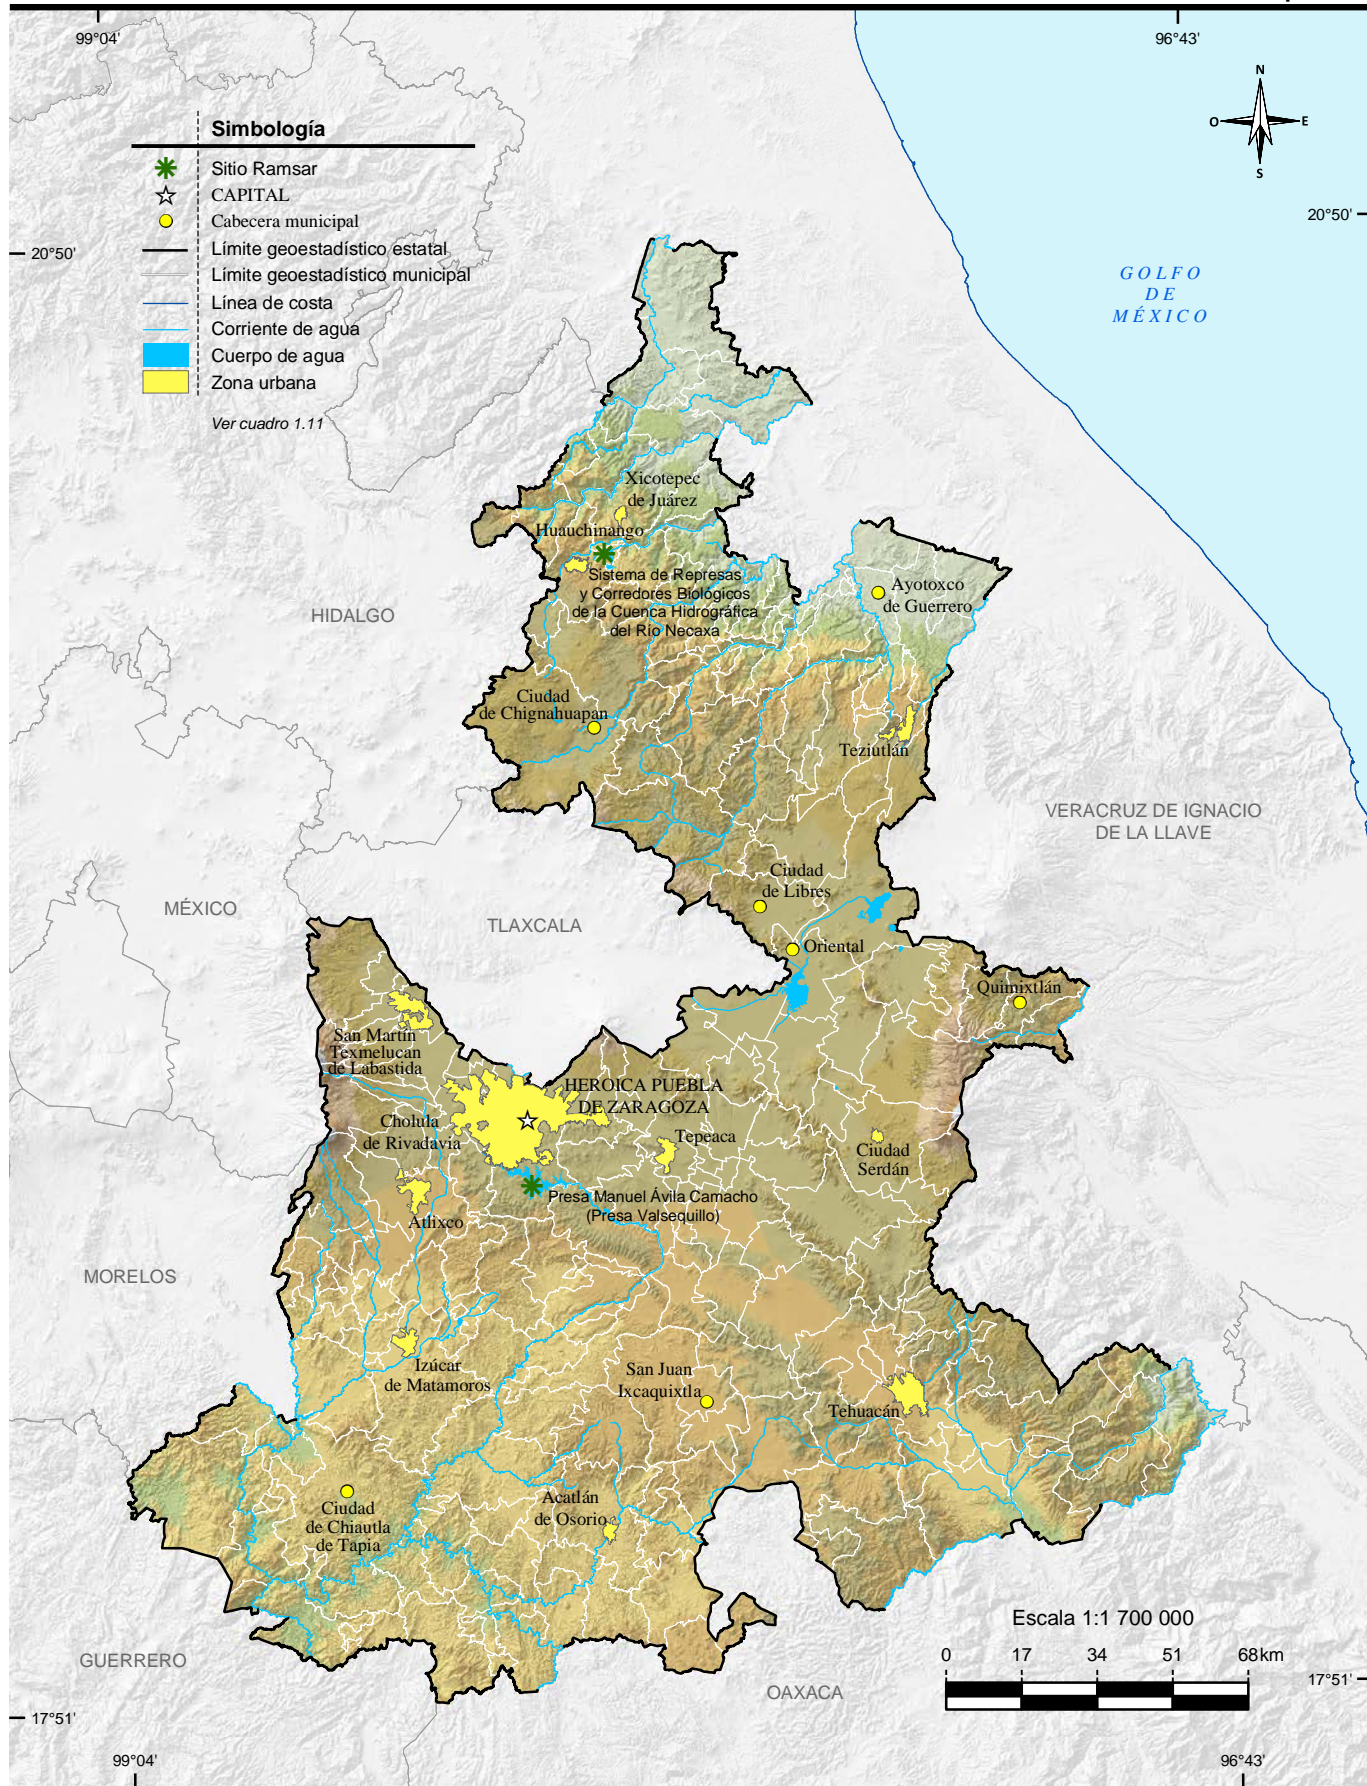 99°04'
96°43'
N
O
E
S
Simbología
Sitio Ramsar
CAPITAL
Cabecera municipal
Límite geoestadístico estatal
Límite geoestadístico municipal
Línea de costa
Corriente de agua
Cuerpo de agua
Zona urbana
Ver cuadro 1.11
20°50'
20°50'
GOLFO
DE
MÉXICO
Xicotepec
de Juárez
Huauchinango
Sistema de Represas
y Corredores Biológicos
de la Cuenca Hidrográfica
del Río Necaxa
Ayotoxco
de Guerrero
HIDALGO
Ciudad
de Chignahuapan
Teziutlán
VERACRUZ DE IGNACIO
DE LA LLAVE
Ciudad
de Libres
MÉXICO
TLAXCALA
Oriental
Quimixtlán
San Martín
Texmelucan
de Labastida
HEROICA PUEBLA
DE ZARAGOZA
Cholula
de Rivadavia
Tepeaca
Ciudad
Serdán
Presa Manuel Ávila Camacho
(Presa Valsequillo)
Atlixco
MORELOS
Izúcar
de Matamoros
San Juan
Ixcaquixtla
Tehuacán
Ciudad
de Chiautla
de Tapia
Acatlán
de Osorio
GUERRERO
OAXACA
Escala 1:1 700 000
0 17 34 51 68 km
17°51'
17°51'
99°04'
96°43'